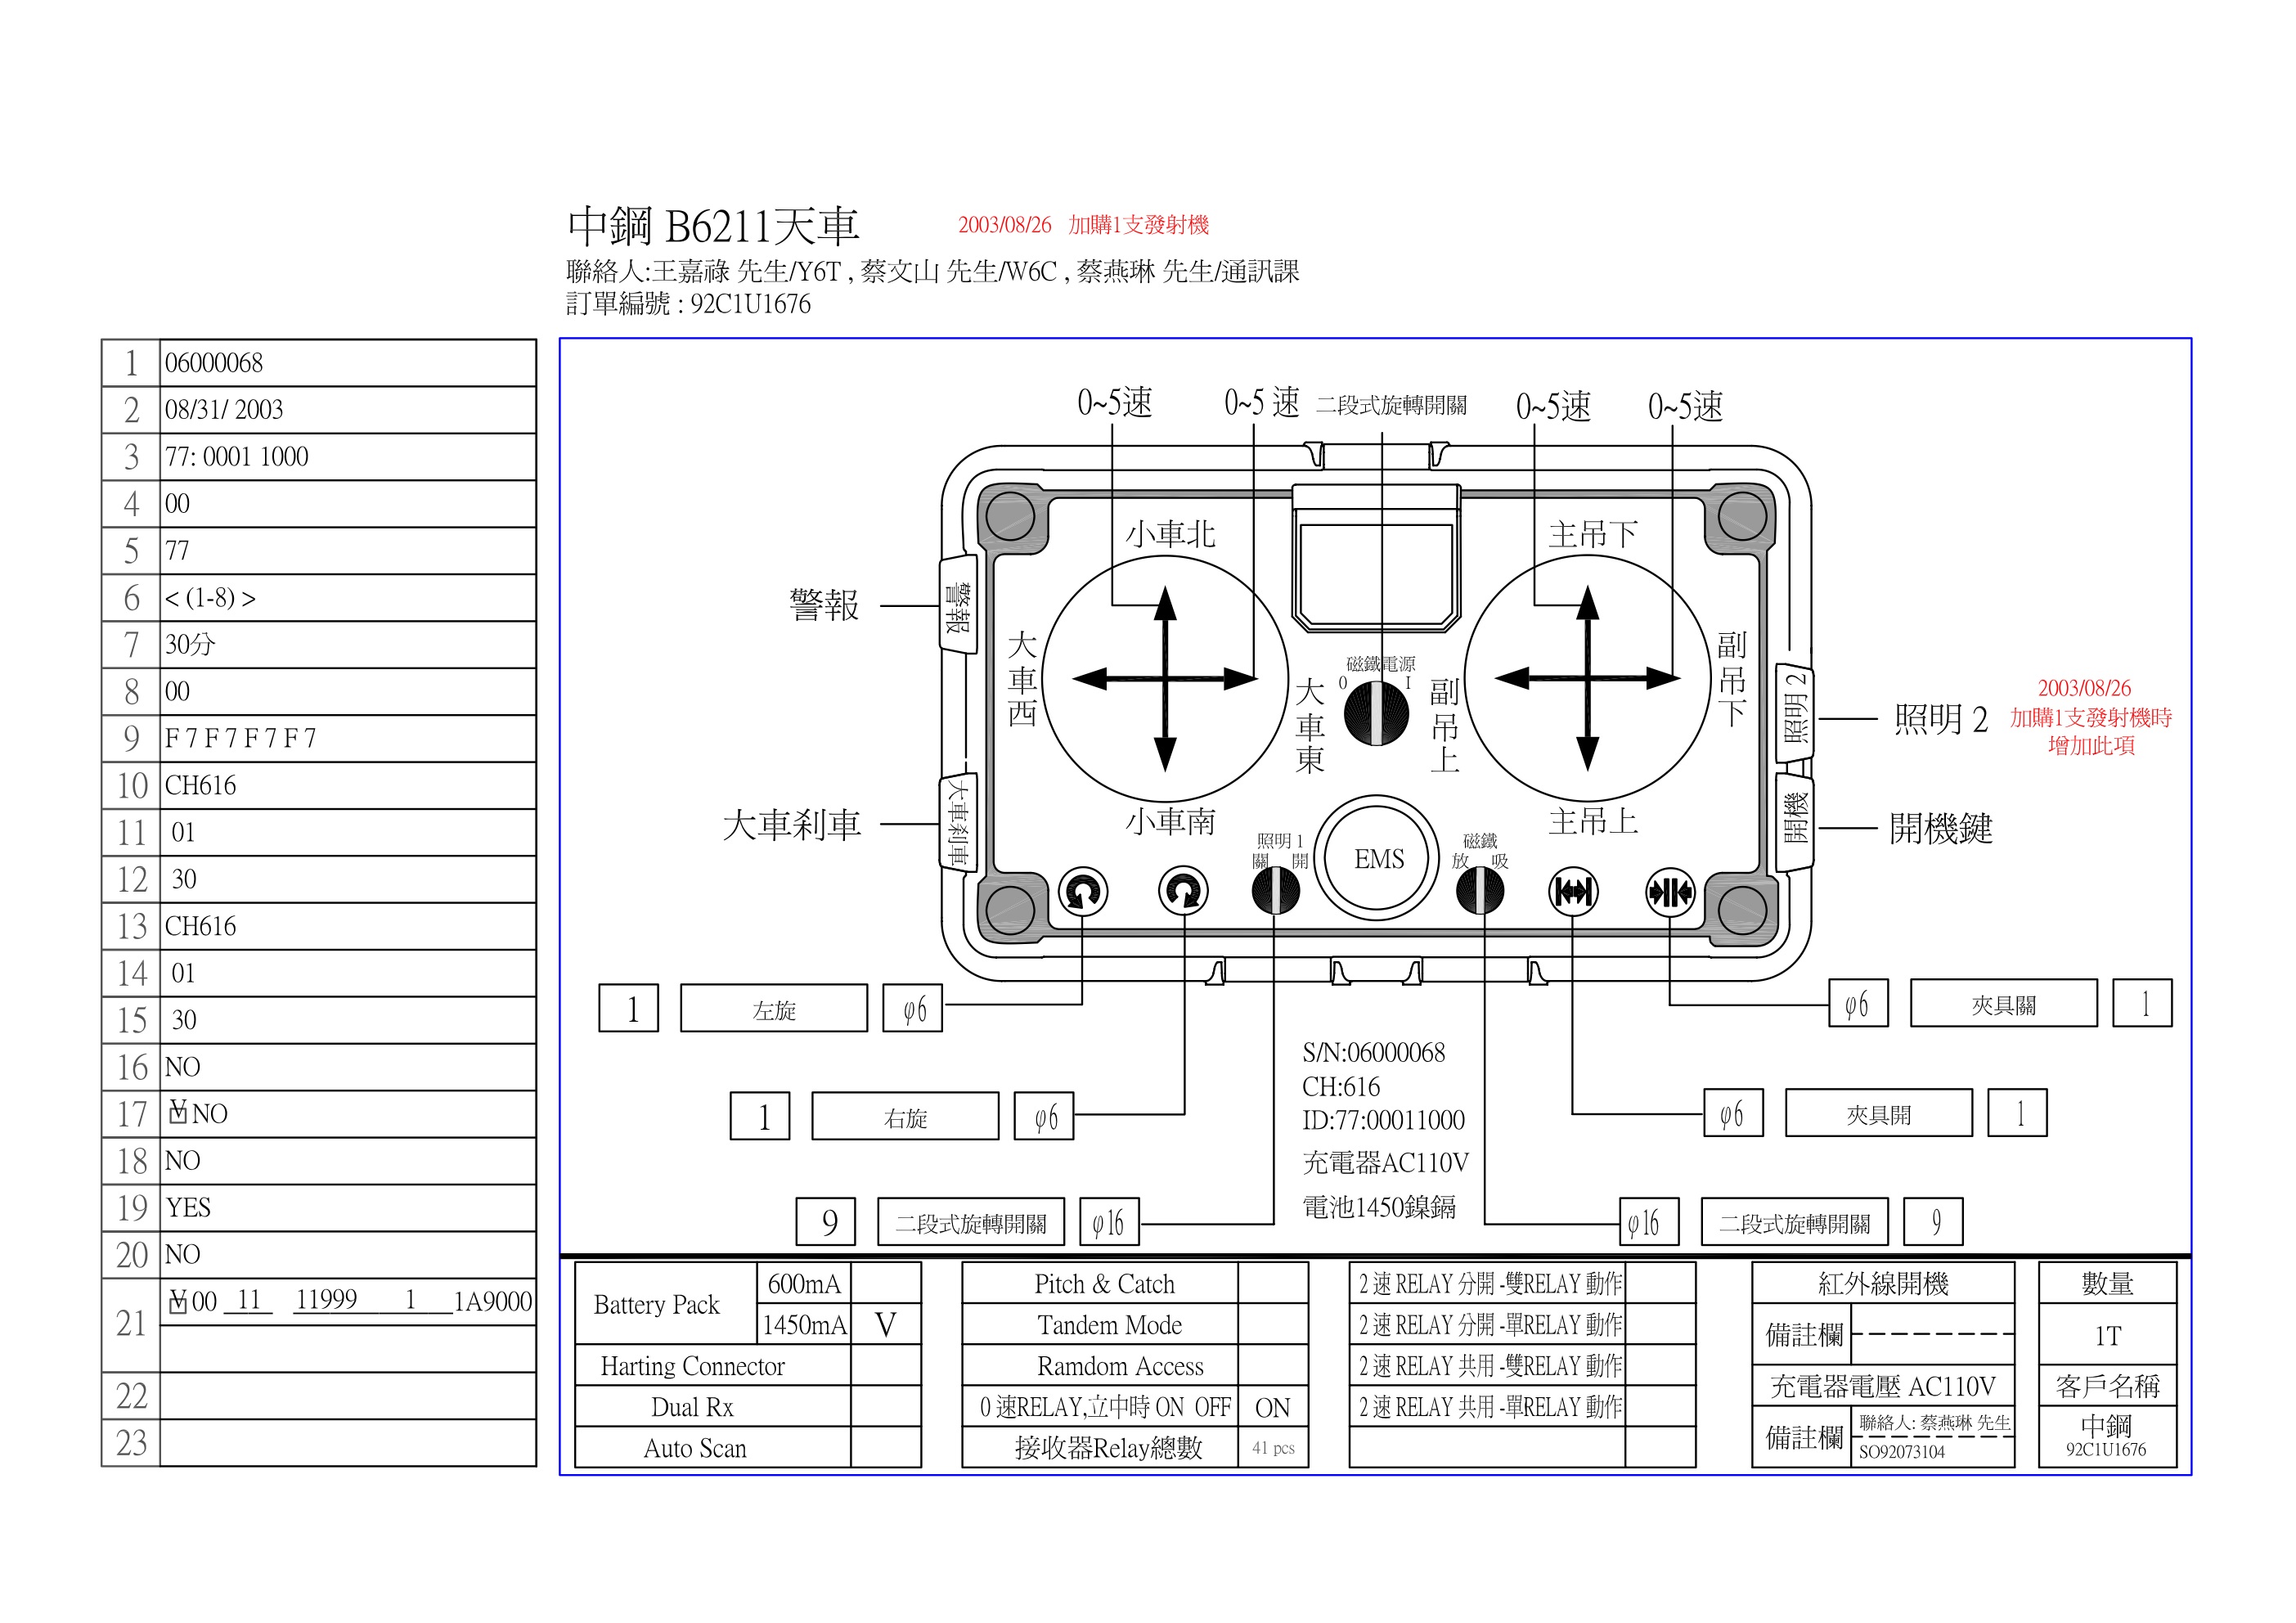 中鋼 B6211天車
2003/08/26 加購1支發射機
聯絡人:王嘉祿 先生/Y6T , 蔡文山 先生/W6C , 蔡燕琳 先生/通訊課
訂單編號 : 92C1U1676
1 06000068
2 08/31/ 2003
3 77: 0001 1000
4 00
5 77
6 < (1-8) >
7 30分
8 00
9 F 7 F 7 F 7 F 7
10 CH616
11 01
12 30
13 CH616
14 01
15 30
16 NO
17 V NO
18 NO
19 YES
20 NO
21 V 00 11 11999 1 1A9000
22
23
0~5速
0~5 速
二段式旋轉開關
0~5速
0~5速
小車北
主吊下
警報
警報
大車西
大車東
磁鐵電源
0 I
副吊上
副吊下
照明 2
照明 2
2003/08/26
加購1支發射機時
增加此項
大車剎車
大車剎車
小車南
主吊上
開機
開機鍵
照明 1
關 開
EMS
磁鐵
放 吸
1 左旋 φ6
φ6 夾具關 1
1 右旋 φ6
φ6 夾具開 1
S/N:06000068
CH:616
ID:77:00011000
充電器AC110V
電池1450鎳鎘
9 二段式旋轉開關 φ16
φ16 二段式旋轉開關 9
Battery Pack
600mA
1450mA V
Harting Connector
Dual Rx
Auto Scan
Pitch & Catch
Tandem Mode
Ramdom Access
0 速RELAY,立中時 ON OFF ON
接收器Relay總數 41 pcs
2 速 RELAY 分開 -雙RELAY 動作
2 速 RELAY 分開 -單RELAY 動作
2 速 RELAY 共用 -雙RELAY 動作
2 速 RELAY 共用 -單RELAY 動作
紅外線開機
備註欄
充電器電壓 AC110V
備註欄
聯絡人: 蔡燕琳 先生
SO92073104
數量
1T
客戶名稱
中鋼
92C1U1676